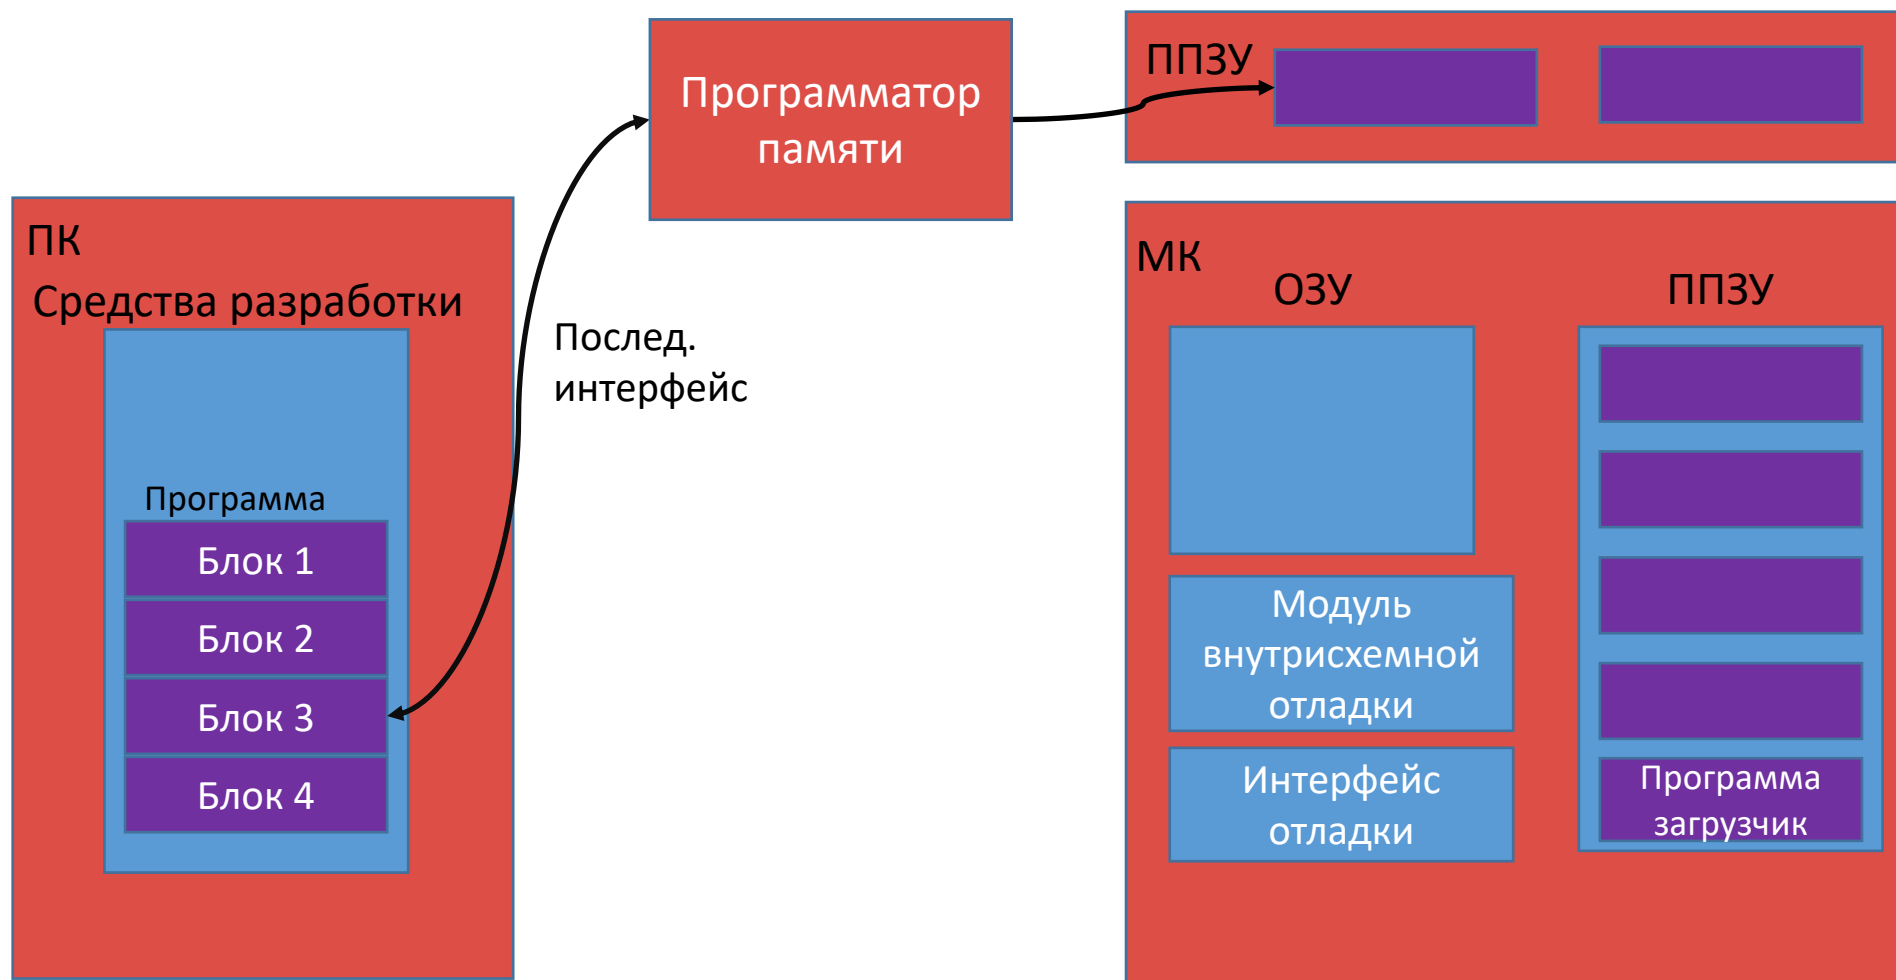 Программатор
памяти
ППЗУ
ПК
Средства разработки
Программа
Блок 1
Блок 2
Блок 3
Блок 4
Послед.
интерфейс
МК
ОЗУ
ППЗУ
Модуль
внутрисхемной
отладки
Интерфейс
отладки
Программа
загрузчик